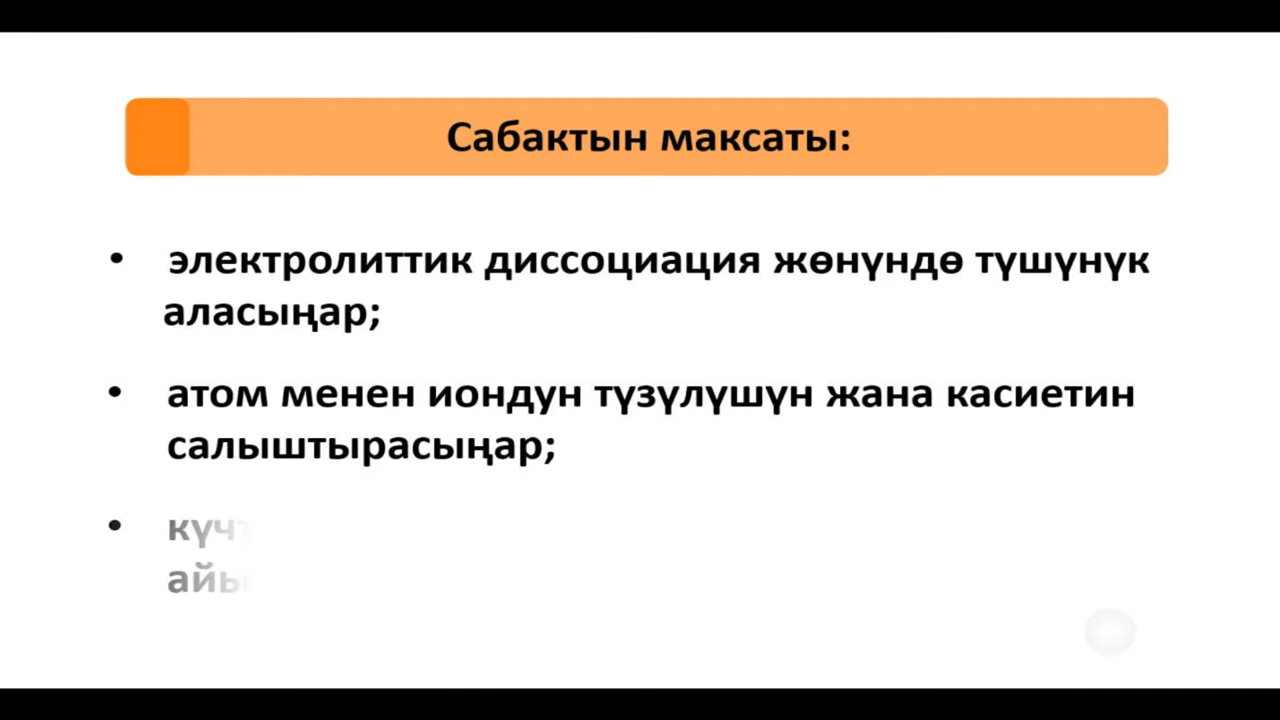 Сабактын максаты:
• электролиттик диссоциация жөнүндө түшүнүк
аласыңар;
• атом менен иондун түзүлүшүн жана касиетин
салыштырасыңар;